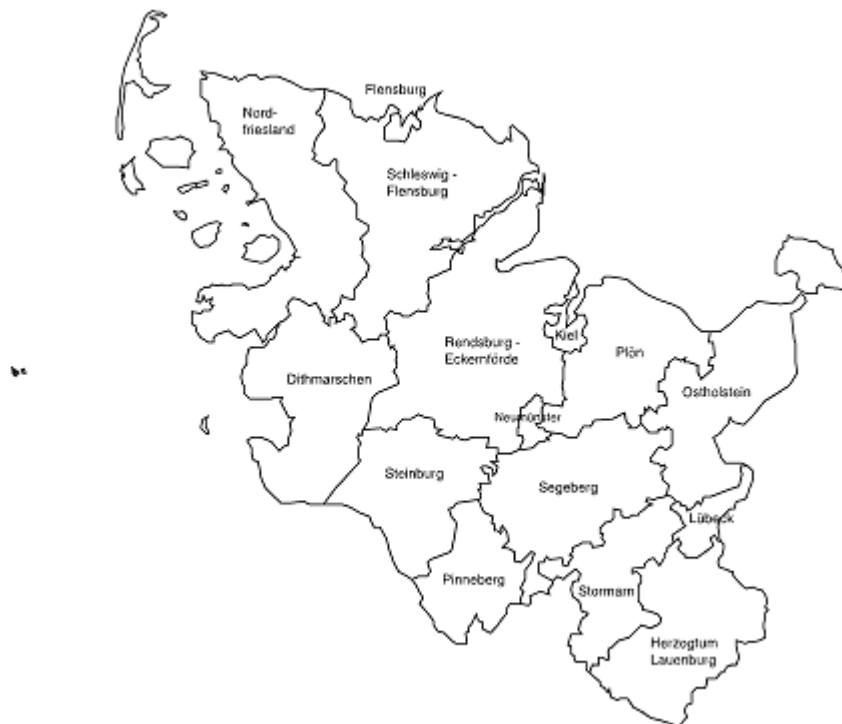 Flensburg
Nord-
friesland
Schleswig -
Flensburg
Kiel
Rendsburg -
Eckernförde
Plön
Dithmarschen
Ostholstein
Neumünster
Steinburg
Segeberg
Lübeck
Pinneberg
Stormarn
Herzogtum
Lauenburg